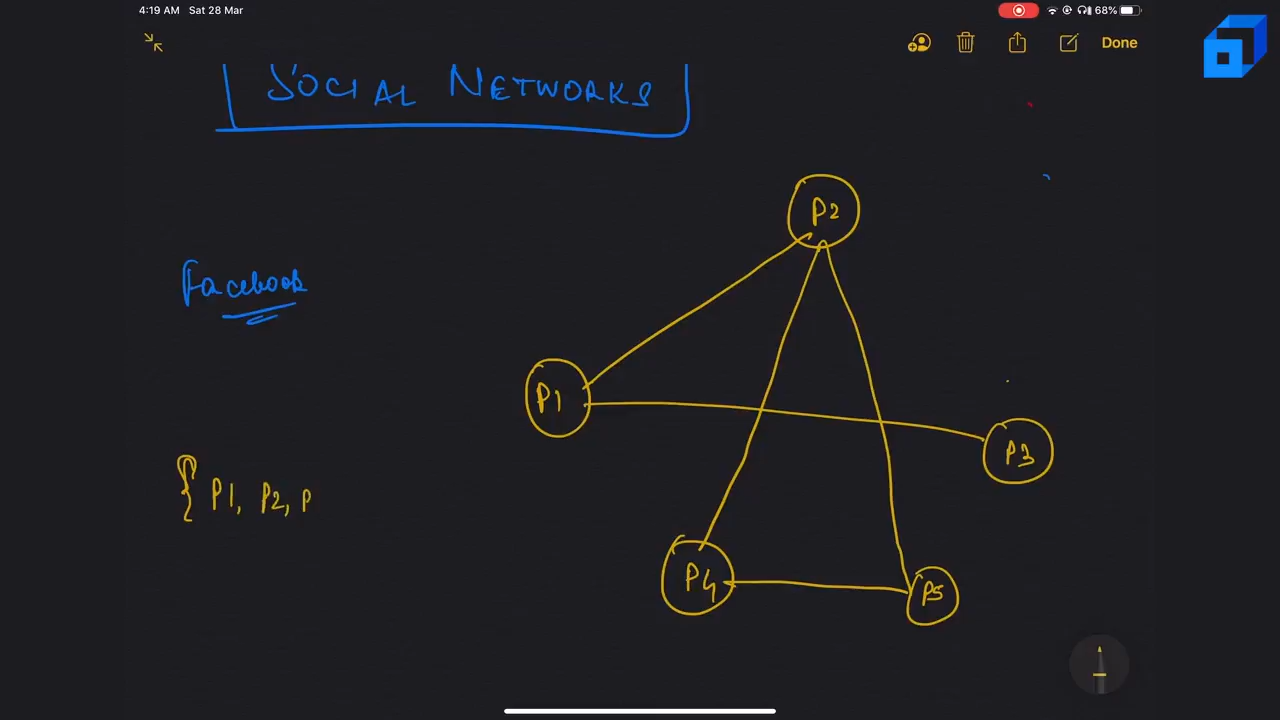 4:19 AM Sat 28 Mar
68%
Done
SOCIAL NETWORKS
P2
Facebook
P1
P3
{ P1, P2, P
P4
P5